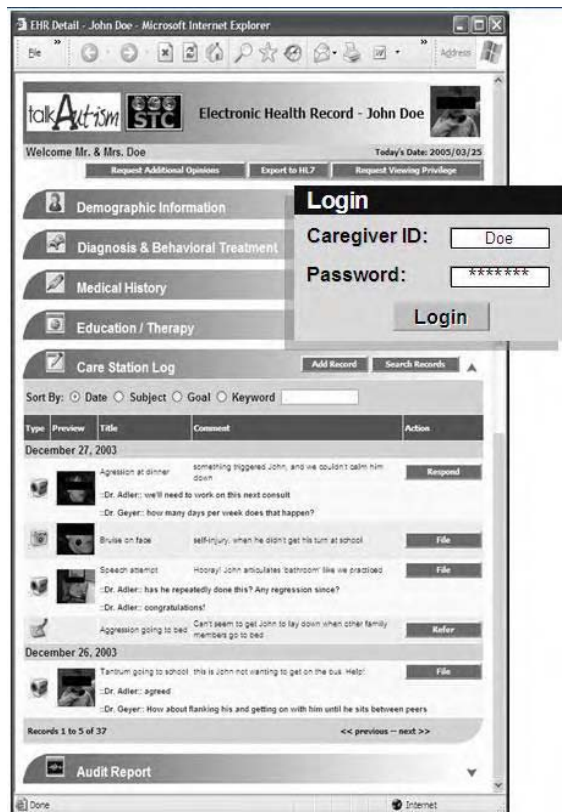 EHR Detail - John Doe - Microsoft Internet Explorer
File
»
»
Address
talkAutism STC Electronic Health Record - John Doe
Welcome Mr. & Mrs. Doe Today's Date: 2005/03/25
Request Additional Opinions Export to HL7 Request Viewing Privilege
Demographic Information
Diagnosis & Behavioral Treatment
Medical History
Education / Therapy
Login
Caregiver ID: Doe
Password: *******
Login
Care Station Log Add Record Search Records
Sort By: Date Subject Goal Keyword
Type Preview Title Comment Action
December 27, 2003
Agression at dinner something triggered John, and we couldn't calm him Respond
down
::Dr. Adler:: we'll need to work on this next consult
::Dr. Geyer:: how many days per week does that happen?
Bruise on face self-injury, when he didn't get his turn at school File
Speech attempt Hooray! John articulates 'bathroom' like we practiced File
::Dr. Adler:: has he repeatedly done this? Any regression since?
::Dr. Adler:: congratulations!
Aggression going to bed Can't seem to get John to lay down when other family Refer
members go to bed
December 26, 2003
Tantrum going to school this is John not wanting to get on the bus. Help! File
::Dr. Adler:: agreed
::Dr. Geyer:: How about flanking his and getting on with him until he sits between peers
Records 1 to 5 of 37 << previous -- next >>
Audit Report
Done Internet